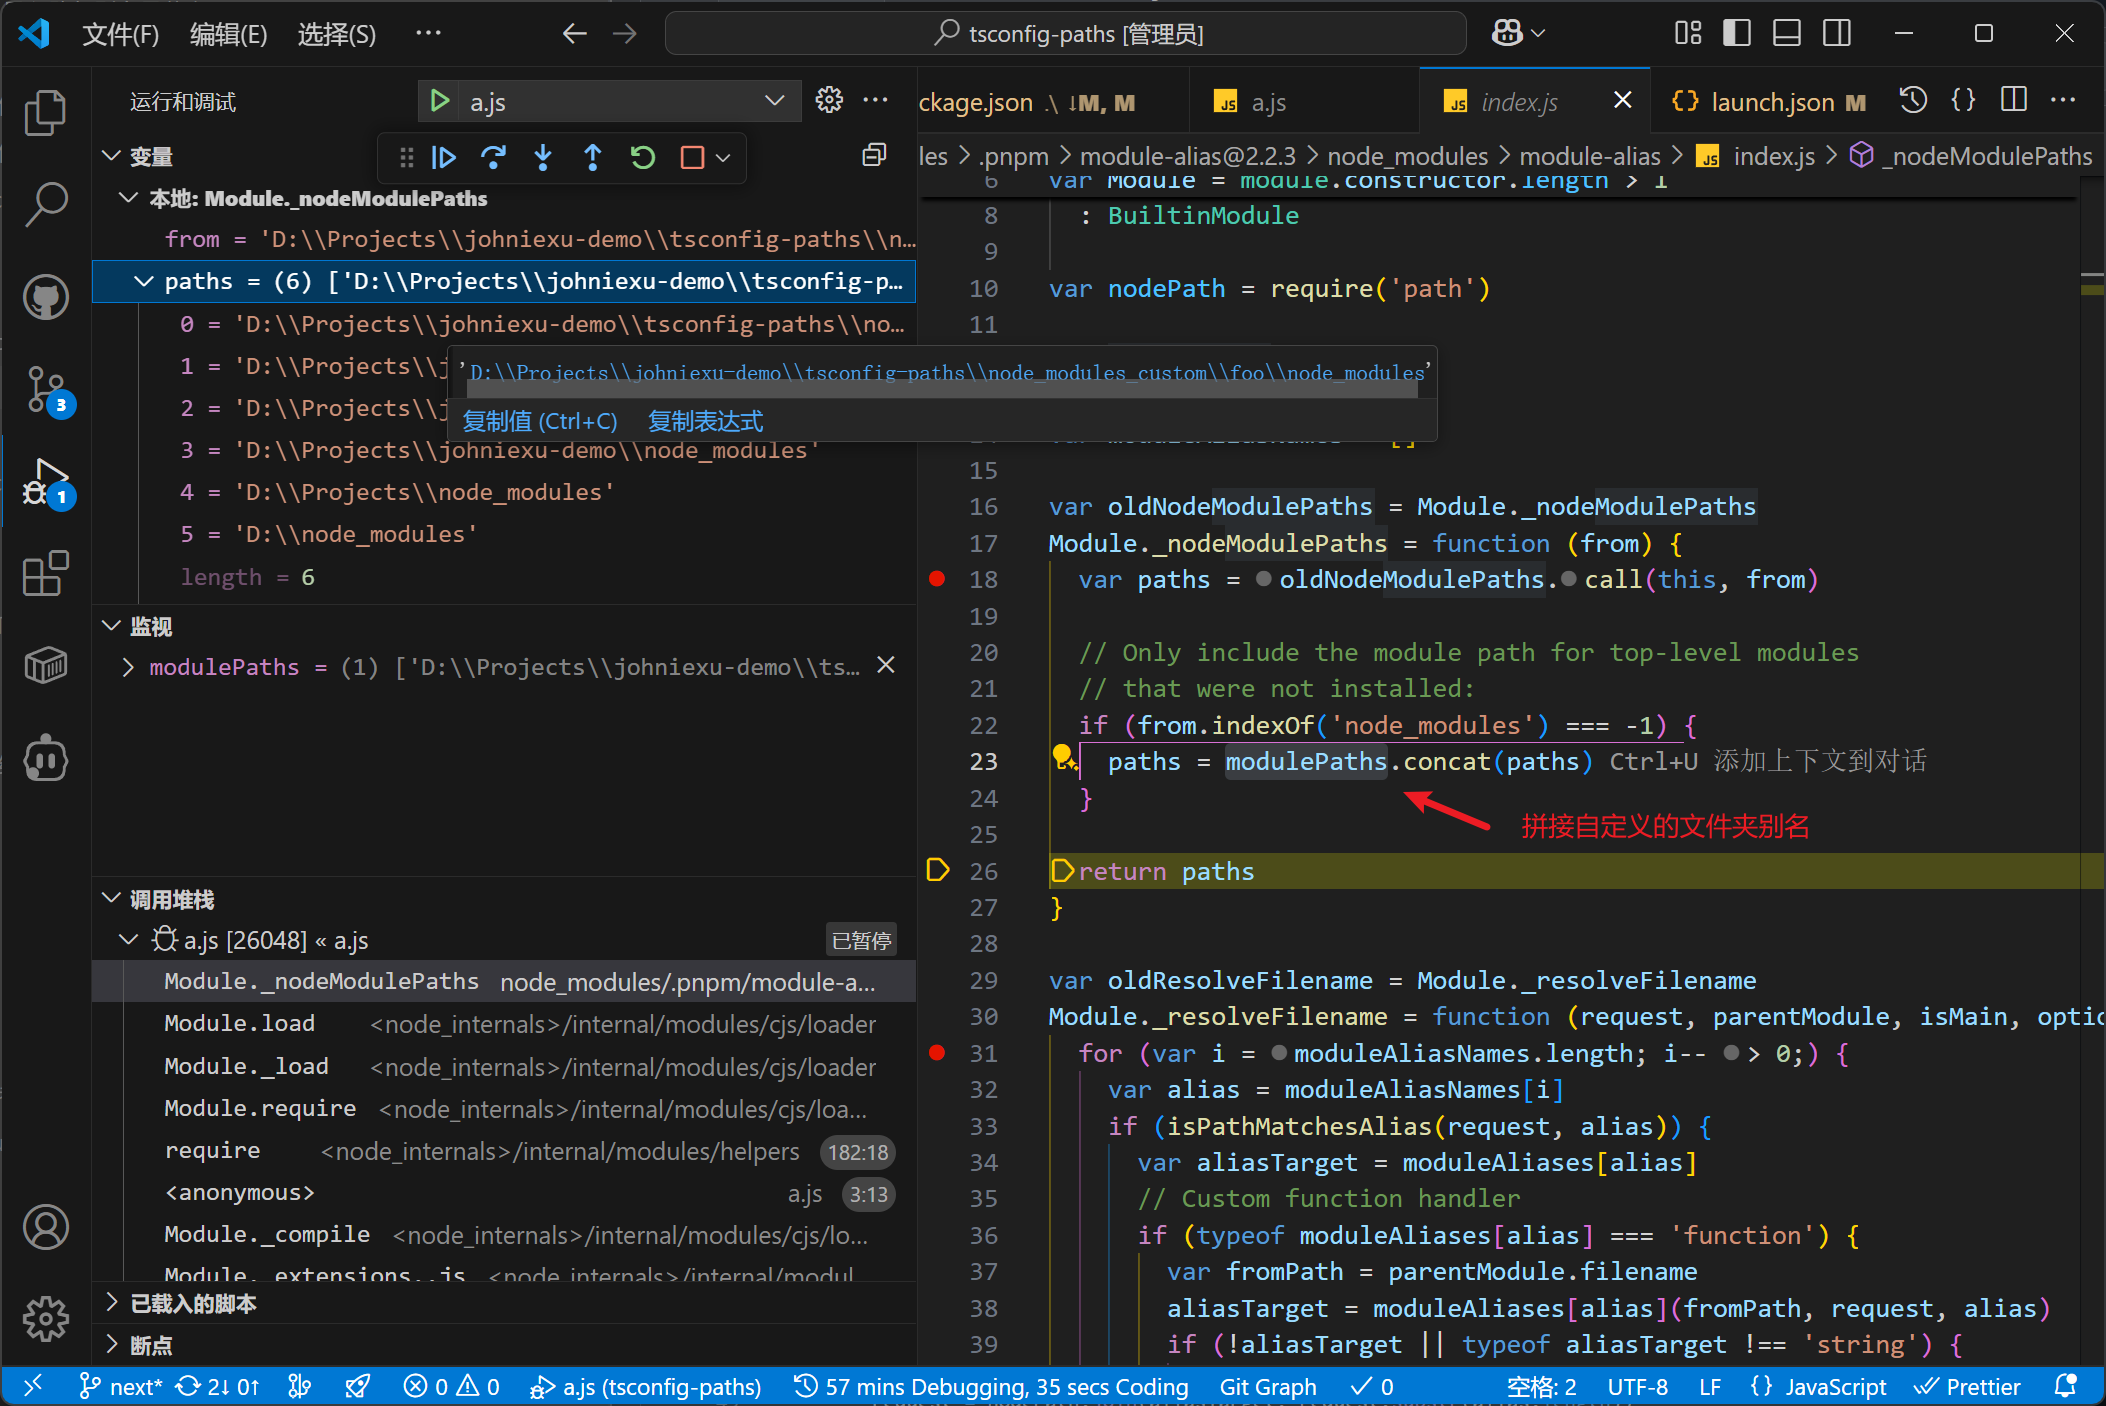 文件(F) 编辑(E) 选择(S) ··· tsconfig-paths [管理员]
运行和调试 a.js
ckage.json .\ ↓M, M a.js index.js launch.json M
变量
les > .pnpm > module-alias@2.2.3 > node_modules > module-alias > index.js > _nodeModulePaths
本地: Module._nodeModulePaths
from = 'D:\\Projects\\johniexu-demo\\tsconfig-paths\\n…
paths = (6) ['D:\\Projects\\johniexu-demo\\tsconfig-p…
0 = 'D:\\Projects\\johniexu-demo\\tsconfig-paths\\no…
1 = 'D:\\Projects\\j
2 = 'D:\\Projects\\j
3 = 'D:\\Projects\\johniexu-demo\\node_modules'
4 = 'D:\\Projects\\node_modules'
5 = 'D:\\node_modules'
length = 6
'D:\\Projects\\johniexu-demo\\tsconfig-paths\\node_modules_custom\\foo\\node_modules'
复制值 (Ctrl+C) 复制表达式
监视
modulePaths = (1) ['D:\\Projects\\johniexu-demo\\ts…
调用堆栈
a.js [26048] « a.js 已暂停
Module._nodeModulePaths node_modules/.pnpm/module-a…
Module.load <node_internals>/internal/modules/cjs/loader
Module._load <node_internals>/internal/modules/cjs/loader
Module.require <node_internals>/internal/modules/cjs/loa…
require <node_internals>/internal/modules/helpers 182:18
<anonymous> a.js 3:13
Module._compile <node_internals>/internal/modules/cjs/lo…
Module._extensions..js <node_internals>/internal/modul
已载入的脚本
断点
3
1
6 var Module = module.constructor.length > 1
8 : BuiltinModule
9
10 var nodePath = require('path')
11
15
16 var oldNodeModulePaths = Module._nodeModulePaths
17 Module._nodeModulePaths = function (from) {
18 var paths = oldNodeModulePaths.call(this, from)
19
20 // Only include the module path for top-level modules
21 // that were not installed:
22 if (from.indexOf('node_modules') === -1) {
23 paths = modulePaths.concat(paths) Ctrl+U 添加上下文到对话
24 }
拼接自定义的文件夹别名
25
26 return paths
27 }
28
29 var oldResolveFilename = Module._resolveFilename
30 Module._resolveFilename = function (request, parentModule, isMain, optio
31 for (var i = moduleAliasNames.length; i-- > 0;) {
32 var alias = moduleAliasNames[i]
33 if (isPathMatchesAlias(request, alias)) {
34 var aliasTarget = moduleAliases[alias]
35 // Custom function handler
36 if (typeof moduleAliases[alias] === 'function') {
37 var fromPath = parentModule.filename
38 aliasTarget = moduleAliases[alias](fromPath, request, alias)
39 if (!aliasTarget || typeof aliasTarget !== 'string') {
next* 2↓ 0↑ 0 0 a.js (tsconfig-paths) 57 mins Debugging, 35 secs Coding Git Graph 0 空格: 2 UTF-8 LF {} JavaScript Prettier